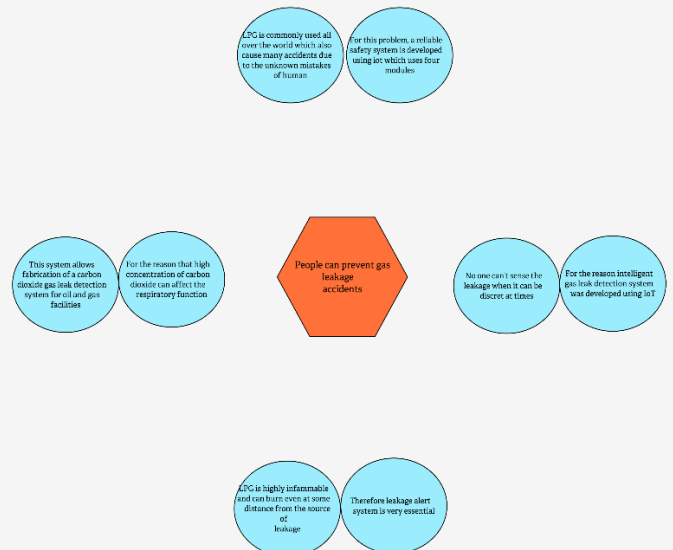 LPG is commonly used all
over the world which also
cause many accidents due
to the unknown mistakes
of human
For this problem, a reliable
safety system is developed
using iot which uses four
modules
This system allows
fabrication of a carbon
dioxide gas leak detection
system for oil and gas
facilities
For the reason that high
concentration of carbon
dioxide can affect the
respiratory function
People can prevent gas
leakage
accidents
No one can't sense the
leakage when it can be
discret at times
For the reason intelligent
gas leak detection system
was developed using IoT
LPG is highly infammable
and can burn even at some
distance from the source
of
leakage
Therefore leakage alert
system is very essential